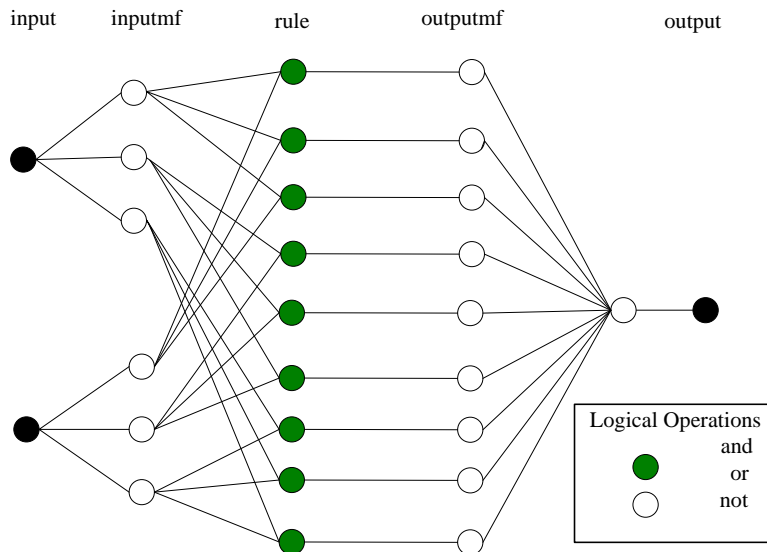 input inputmf rule outputmf output
Logical Operations
and
or
not